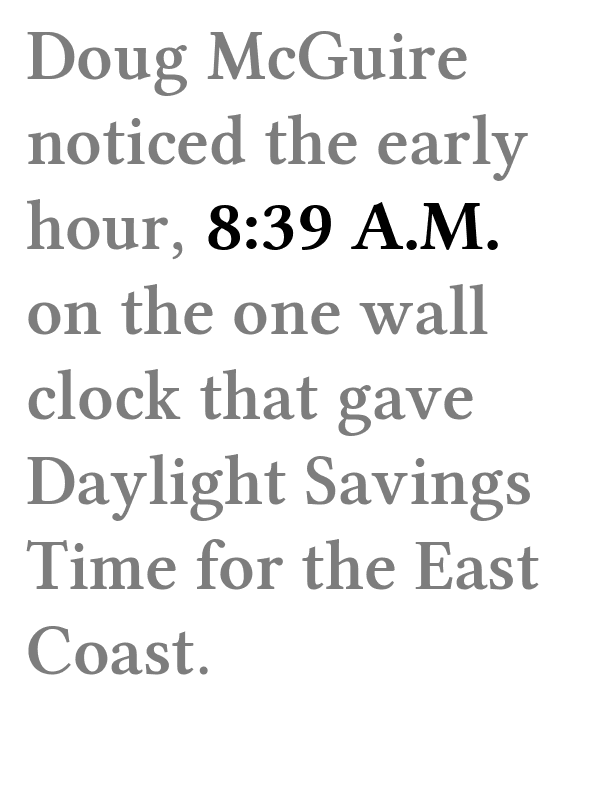 Doug McGuire
noticed the early
hour, 8:39 A.M.
on the one wall
clock that gave
Daylight Savings
Time for the East
Coast.